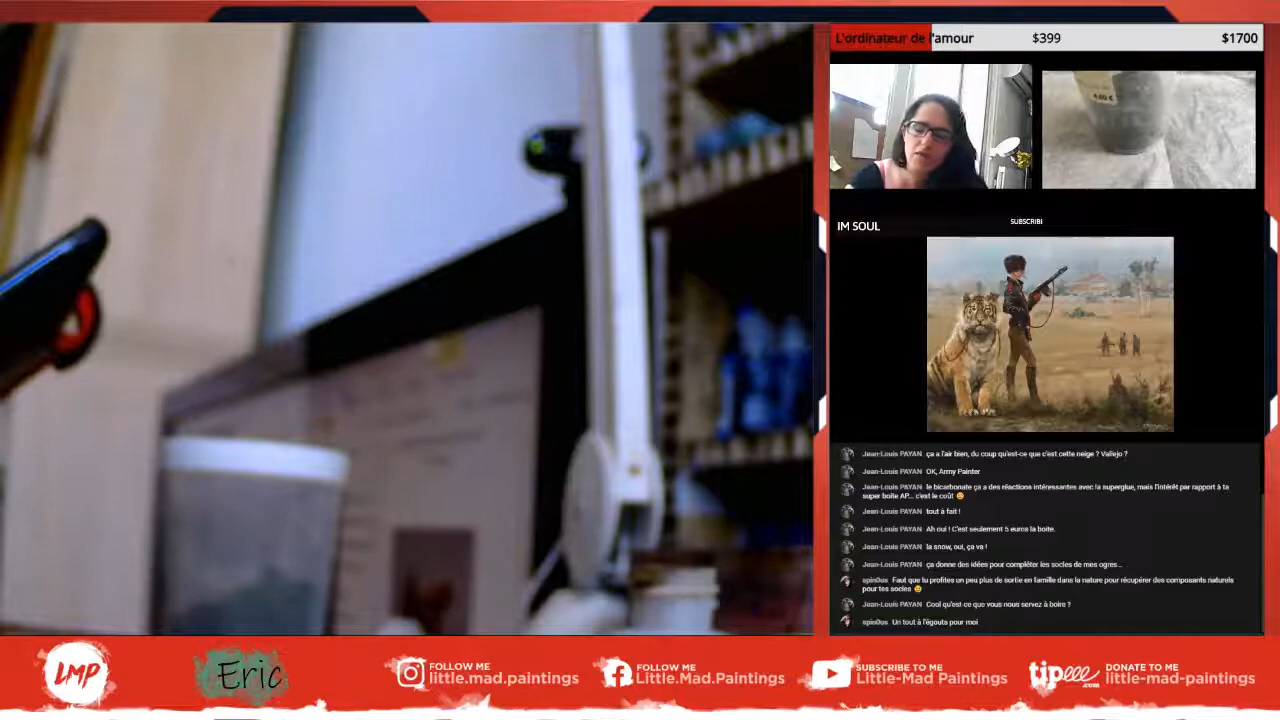 L'ordinateur de l'amour $399 $1700
4.60 €
IM SOUL
SUBSCRIBE
Jean-Louis PAYAN ça a l'air bien, du coup qu'est-ce que c'est cette neige ? Vallejo ?
Jean-Louis PAYAN OK, Army Painter
Jean-Louis PAYAN le bicarbonate ça a des réactions intéressantes avec la superglue, mais l'intérêt par rapport à ta
super boite AP... c'est le coût
Jean-Louis PAYAN tout à fait !
Jean-Louis PAYAN Ah oui ! C'est seulement 5 euros la boite.
Jean-Louis PAYAN la snow, oui, ça va !
Jean-Louis PAYAN ça donne des idées pour compléter les socles de mes ogres...
spin0us Faut que tu profites un peu plus de sortie en famille dans la nature pour récupérer des composants naturels
pour tes socles
Jean-Louis PAYAN Cool qu'est-ce que vous nous servez à boire ?
spin0us Un tout à l'égouts pour moi
LMP
Eric
FOLLOW ME
little.mad.paintings
FOLLOW ME
Little.Mad.Paintings
SUBSCRIBE TO ME
Little-Mad Paintings
tipeee.com
DONATE TO ME
little-mad-paintings